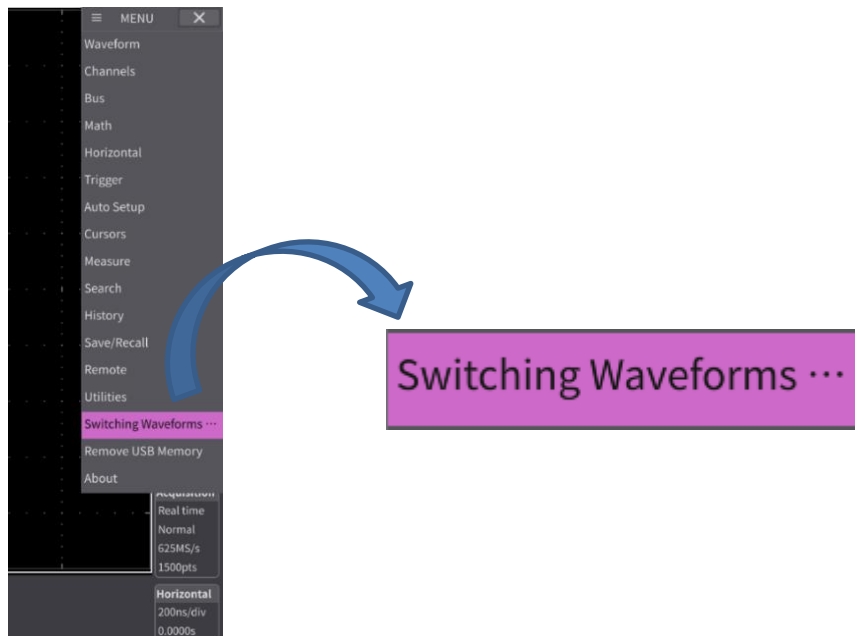 ≡ MENU ×
Waveform
Channels
Bus
Math
Horizontal
Trigger
Auto Setup
Cursors
Measure
Search
History
Save/Recall
Remote
Utilities
Switching Waveforms ···
Remove USB Memory
About
Acquisition
Real time
Normal
625MS/s
1500pts
Horizontal
200ns/div
0.0000s
Switching Waveforms ···